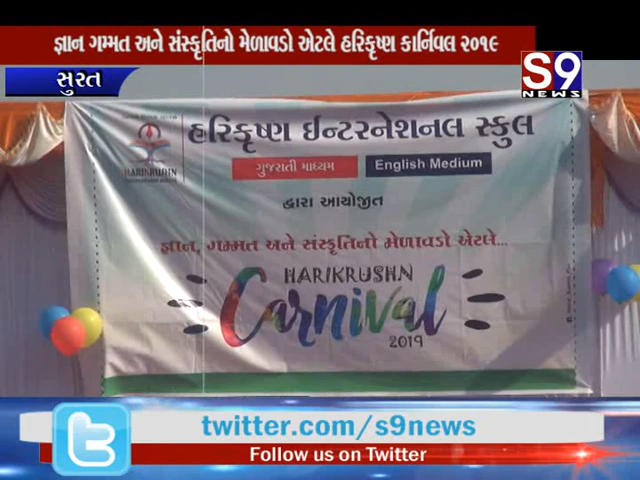 જ્ઞાન ગમ્મત અને સંસ્કૃતિનો મેળાવડો એટલે હરિકૃષ્ણ કાર્નિવલ ૨૦૧૯
સુરત
S9
NEWS
હરિકૃષ્ણ ઈન્ટરનેશનલ સ્કુલ
HARIKRUSHN
ગુજરાતી માધ્યમ
English Medium
દ્વારા આયોજીત
જ્ઞાન, ગમ્મત અને સંસ્કૃતિનો મેળાવડો એટલે...
HARIKRUSHN
Carnival
2019
twitter.com/s9news
Follow us on Twitter